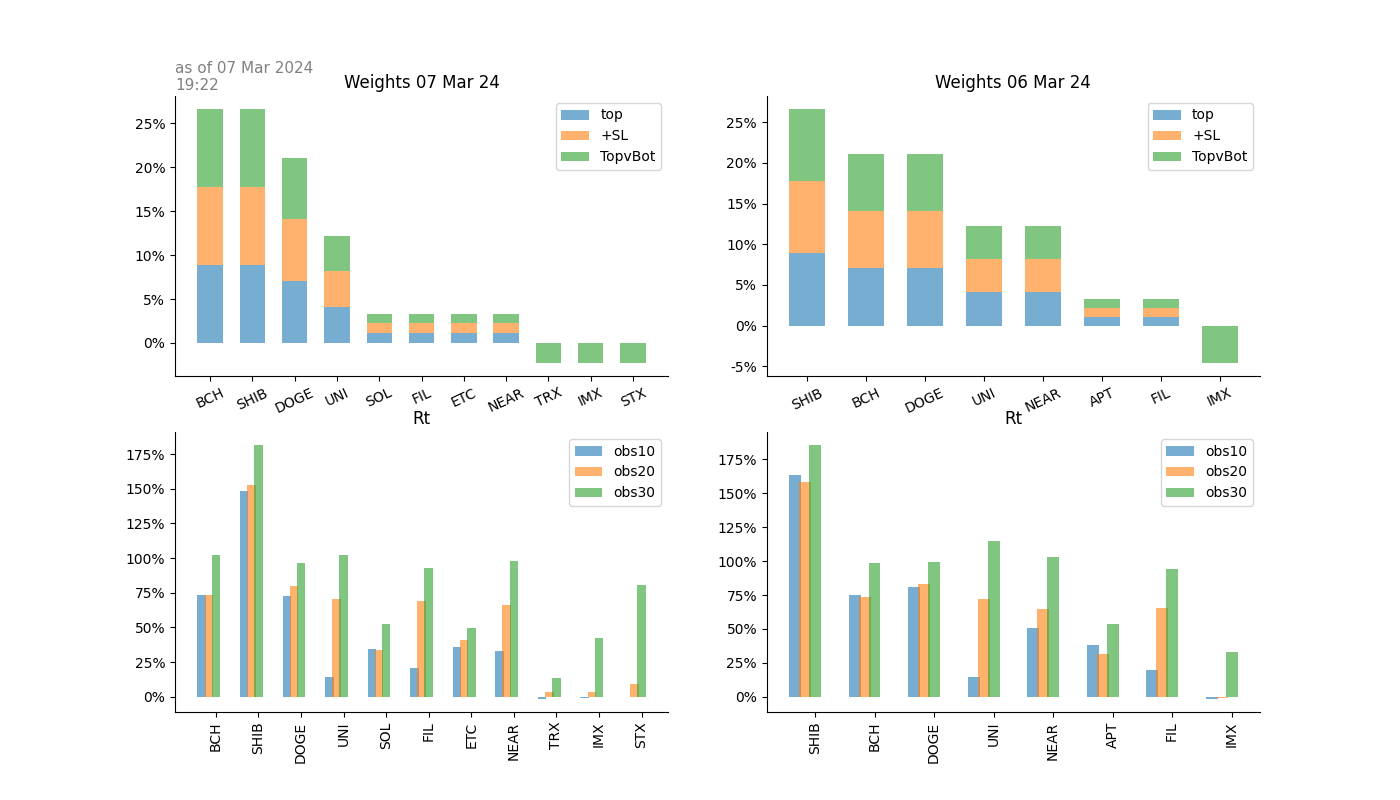 as of 07 Mar 2024
19:22
Weights 07 Mar 24
25%
20%
15%
10%
5%
0%
top
+SL
TopvBot
BCH SHIB DOGE UNI SOL FIL ETC NEAR TRX IMX STX
Weights 06 Mar 24
25%
20%
15%
10%
5%
0%
-5%
top
+SL
TopvBot
SHIB BCH DOGE UNI NEAR APT FIL IMX
Rt
175%
150%
125%
100%
75%
50%
25%
0%
obs10
obs20
obs30
BCH SHIB DOGE UNI SOL FIL ETC NEAR TRX IMX STX
Rt
175%
150%
125%
100%
75%
50%
25%
0%
obs10
obs20
obs30
SHIB BCH DOGE UNI NEAR APT FIL IMX